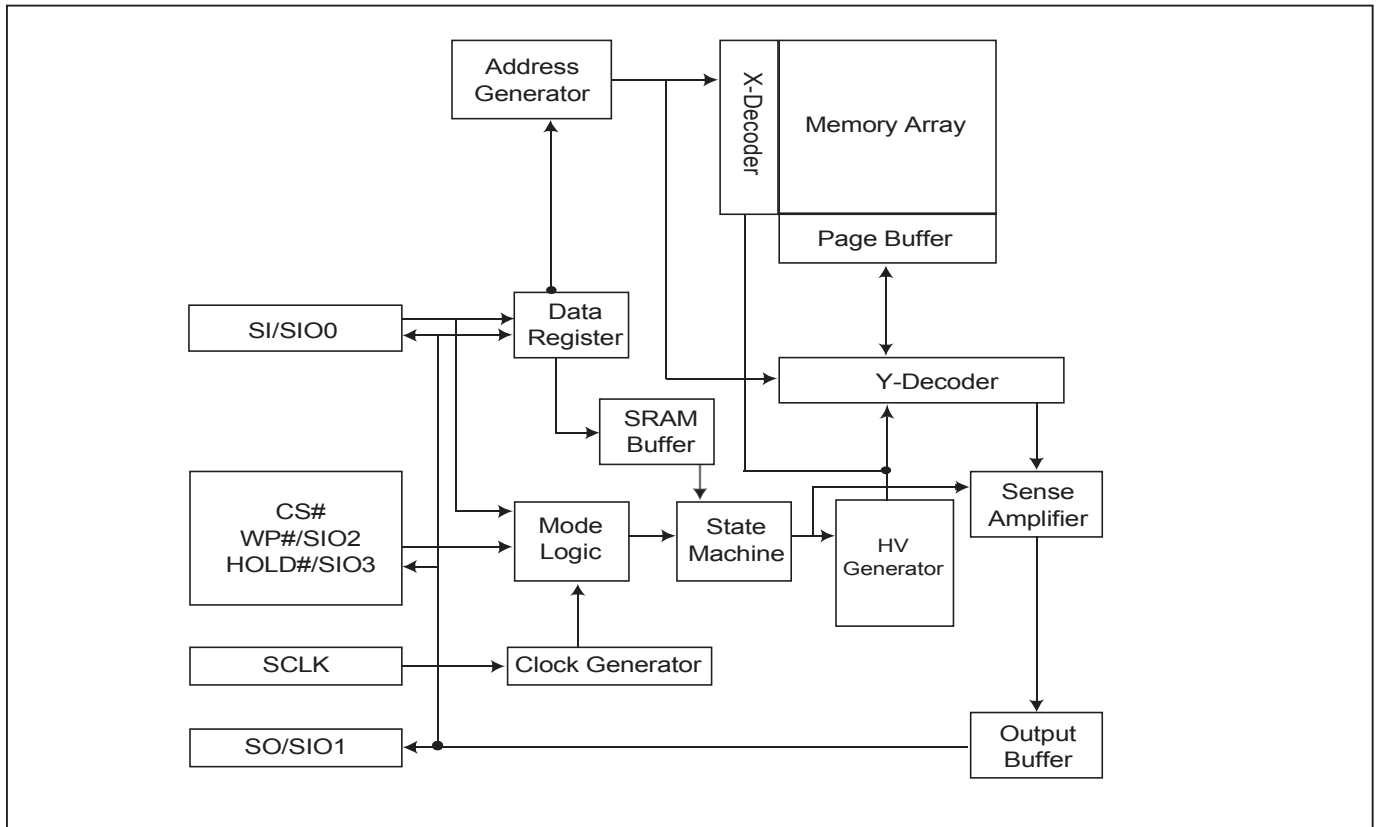 Address
Generator
X-Decoder
Memory Array
Page Buffer
SI/SIO0
Data
Register
Y-Decoder
SRAM
Buffer
CS#
WP#/SIO2
HOLD#/SIO3
Mode
Logic
State
Machine
HV
Generator
Sense
Amplifier
SCLK
Clock Generator
SO/SIO1
Output
Buffer